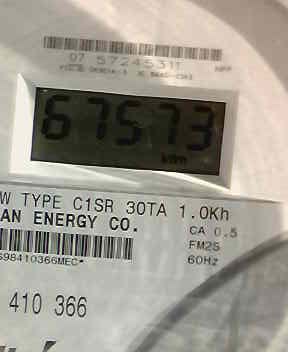 07 57245311
67573
kWh
W TYPE C1SR 30TA 1.0Kh
AN ENERGY CO.
CA 0.5
FM2S
60Hz
698410366MEC*
410 366